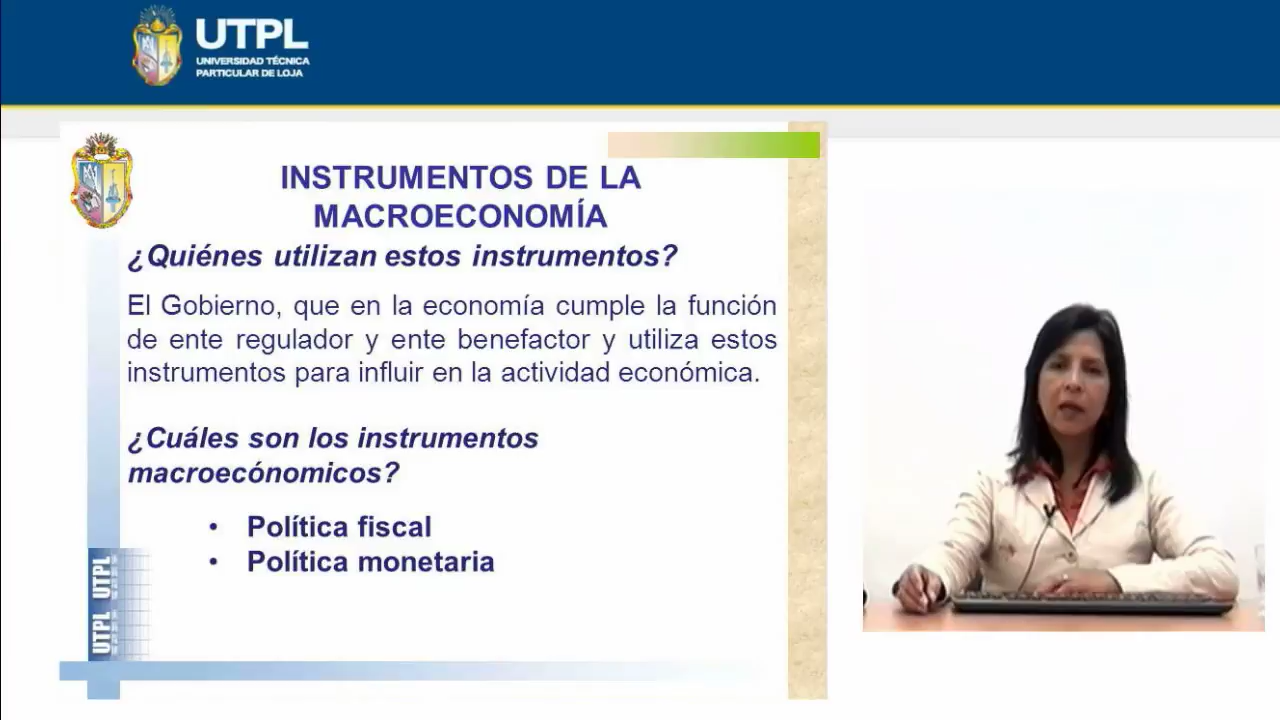 UTPL
UNIVERSIDAD TÉCNICA
PARTICULAR DE LOJA
INSTRUMENTOS DE LA
MACROECONOMÍA
¿Quiénes utilizan estos instrumentos?
El Gobierno, que en la economía cumple la función
de ente regulador y ente benefactor y utiliza estos
instrumentos para influir en la actividad económica.
¿Cuáles son los instrumentos
macroecónomicos?
• Política fiscal
• Política monetaria
UTPL UTPL